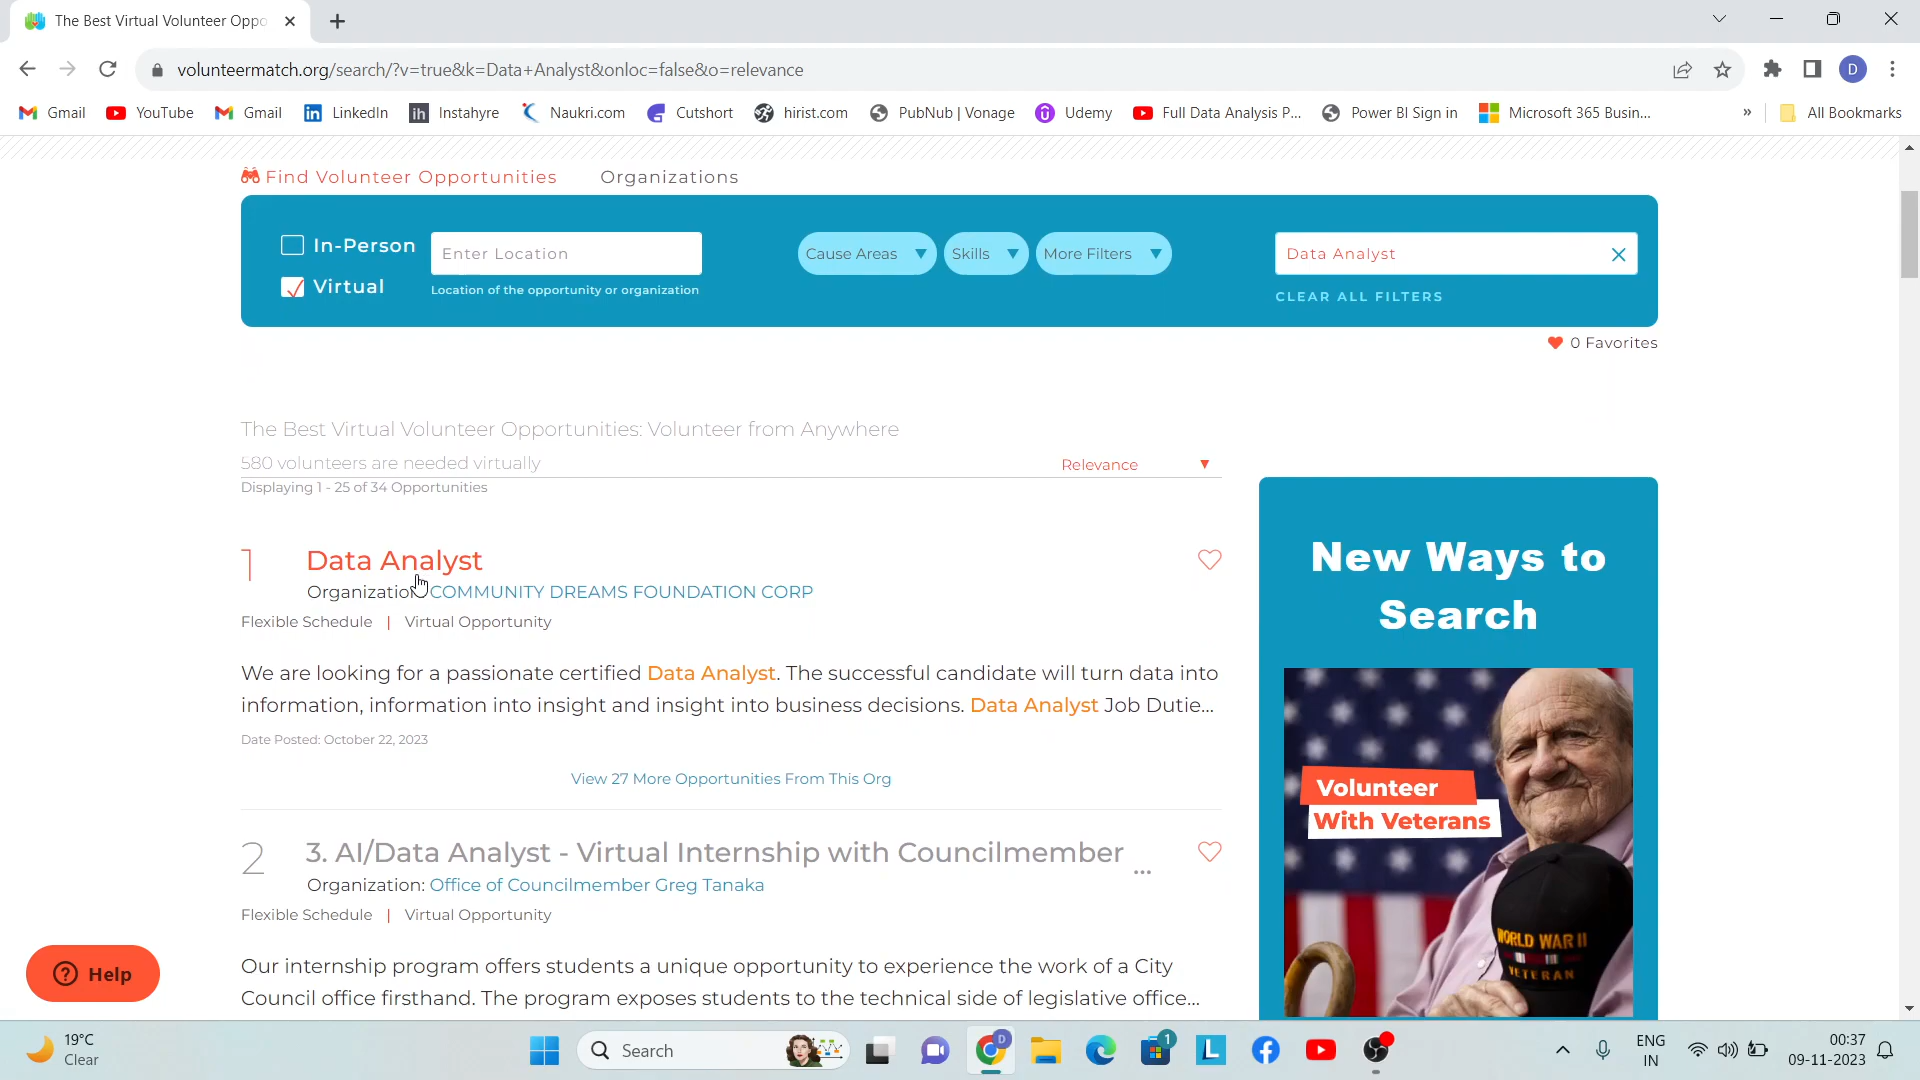 The Best Virtual Volunteer Oppo
volunteermatch.org/search/?v=true&k=Data+Analyst&onloc=false&o=relevance
D
Gmail
YouTube
Gmail
LinkedIn
Instahyre
Naukri.com
Cutshort
hirist.com
PubNub | Vonage
Udemy
Full Data Analysis P...
Power BI Sign in
Microsoft 365 Busin...
»
All Bookmarks
Find Volunteer Opportunities
Organizations
In-Person
Virtual
Enter Location
Location of the opportunity or organization
Cause Areas
Skills
More Filters
Data Analyst
CLEAR ALL FILTERS
0 Favorites
The Best Virtual Volunteer Opportunities: Volunteer from Anywhere
580 volunteers are needed virtually
Relevance
Displaying 1 - 25 of 34 Opportunities
1 Data Analyst
Organization: COMMUNITY DREAMS FOUNDATION CORP
Flexible Schedule | Virtual Opportunity
We are looking for a passionate certified Data Analyst. The successful candidate will turn data into
information, information into insight and insight into business decisions. Data Analyst Job Dutie...
Date Posted: October 22, 2023
View 27 More Opportunities From This Org
2 3. AI/Data Analyst - Virtual Internship with Councilmember ...
Organization: Office of Councilmember Greg Tanaka
Flexible Schedule | Virtual Opportunity
Our internship program offers students a unique opportunity to experience the work of a City
Council office firsthand. The program exposes students to the technical side of legislative office...
New Ways to
Search
Volunteer
With Veterans
WORLD WAR II
VETERAN
Help
19°C
Clear
Search
D
1
L
ENG
IN
00:37
09-11-2023